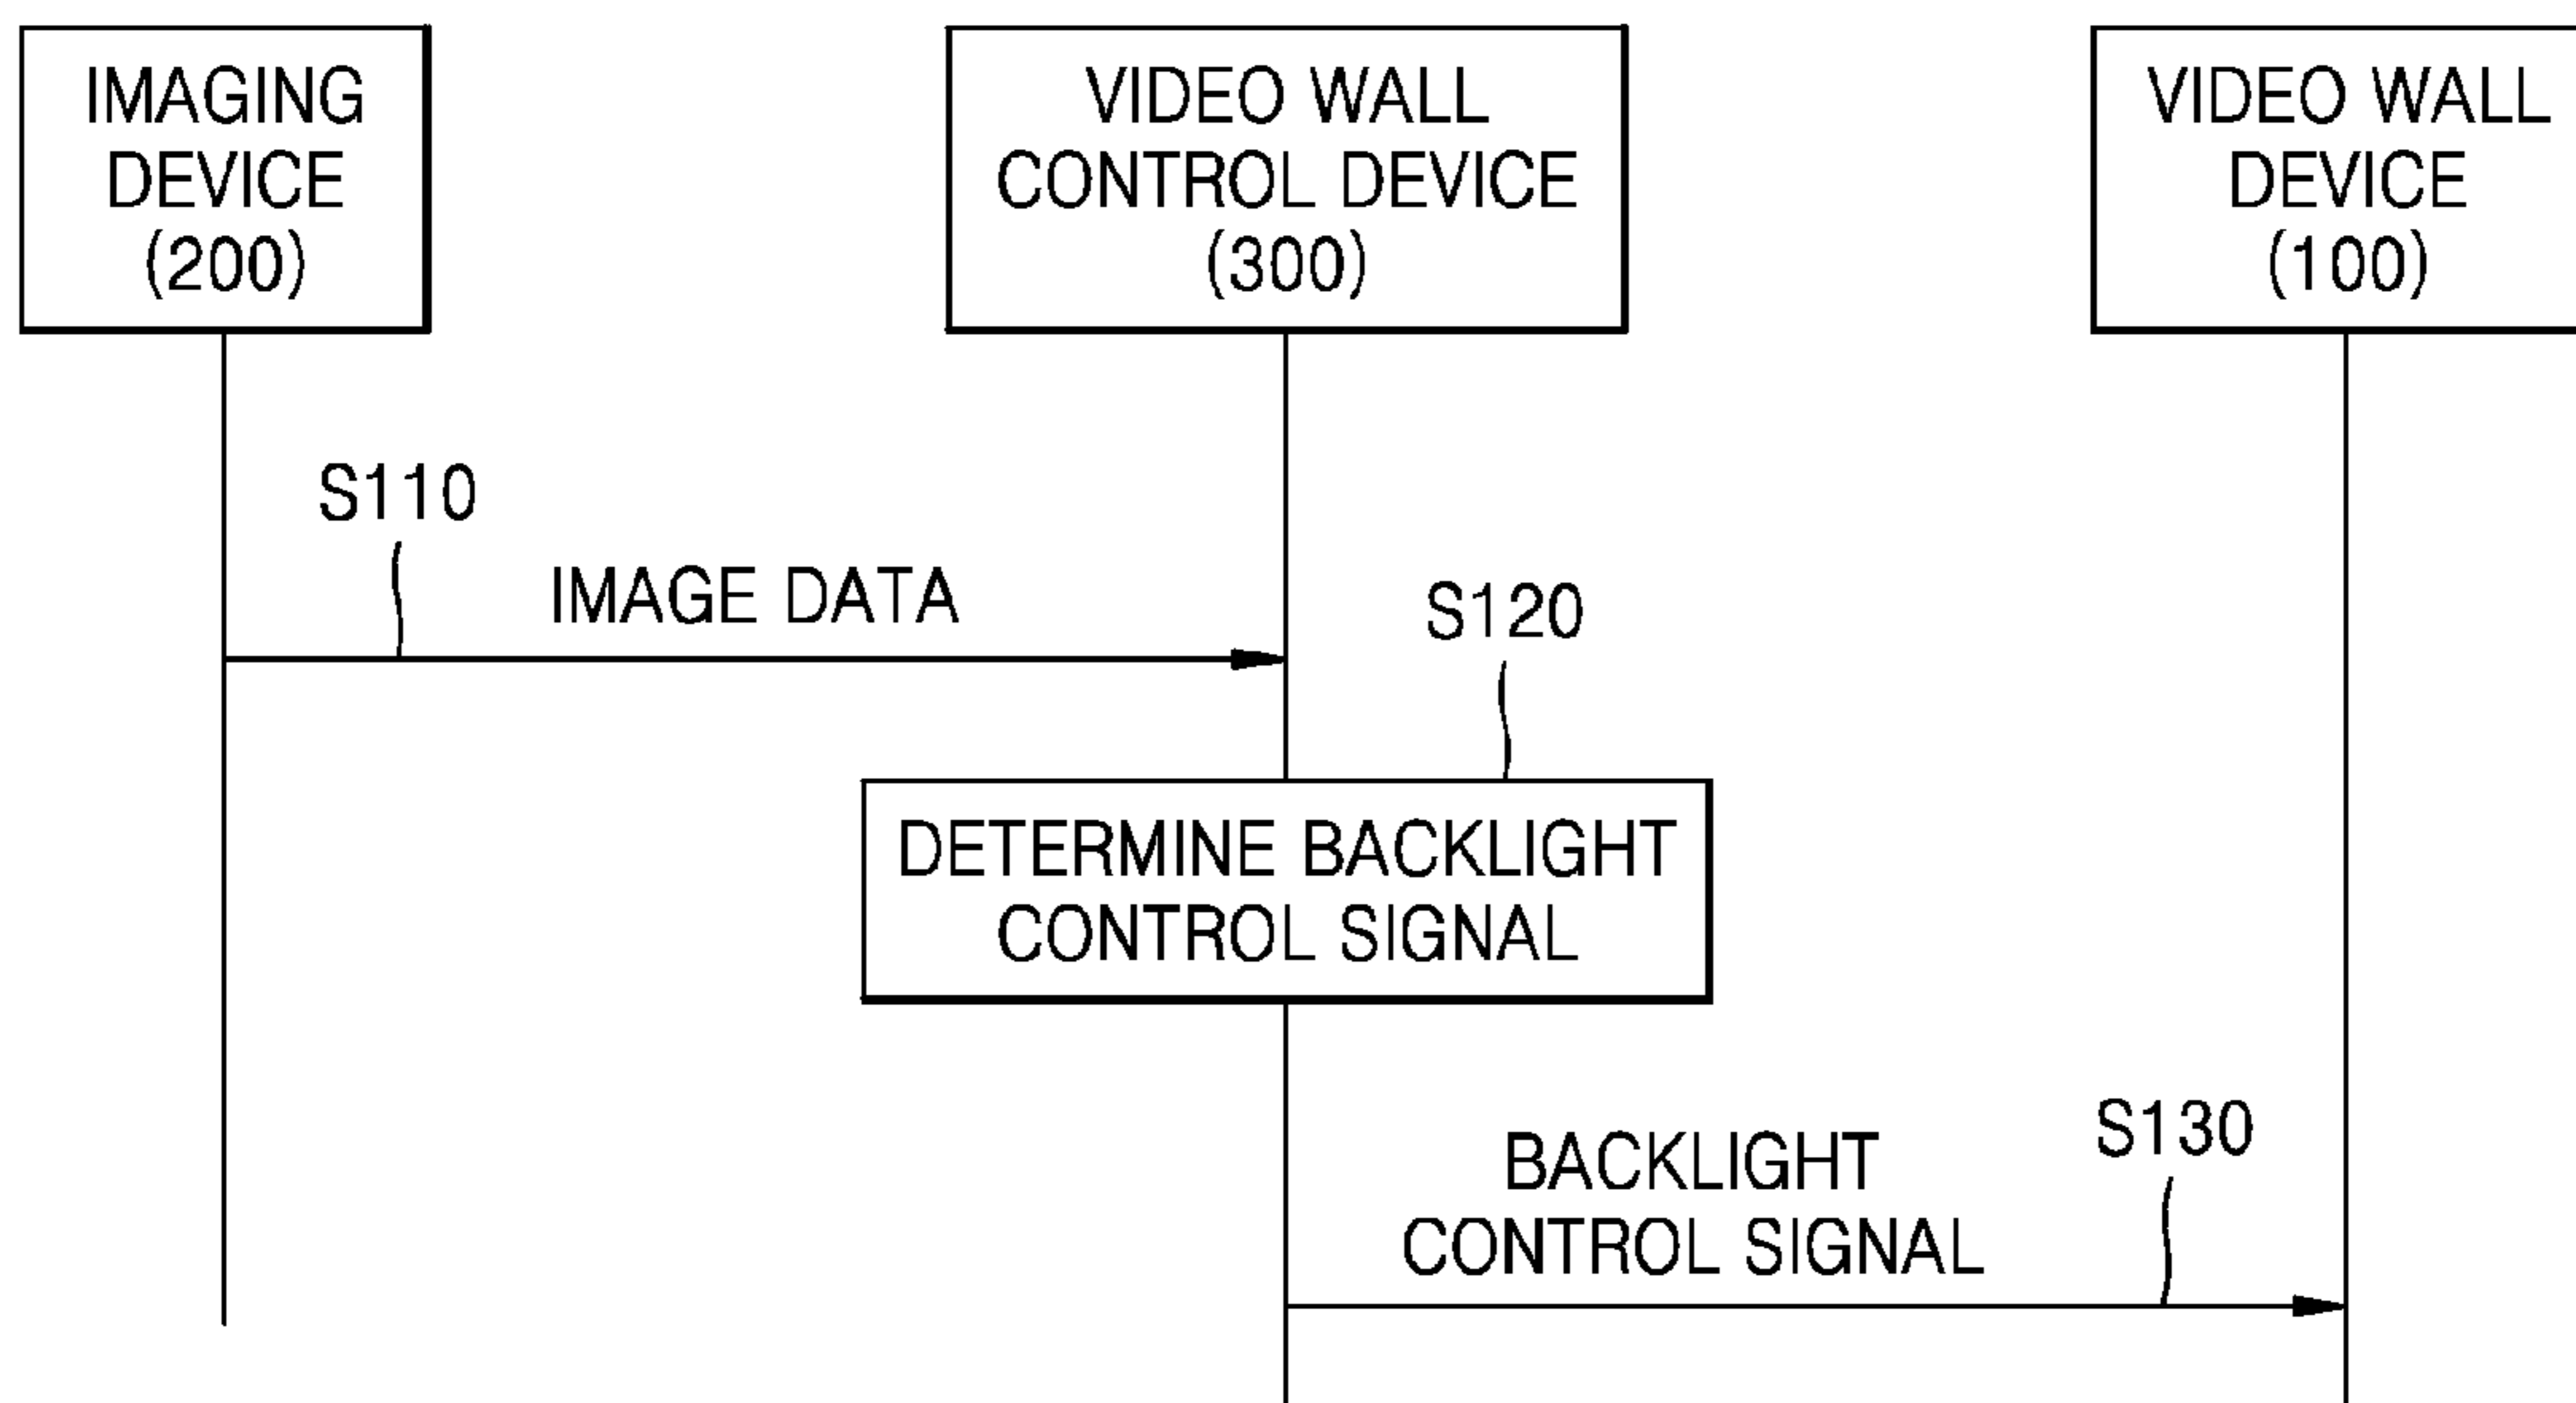 IMAGING
DEVICE
(200)
VIDEO WALL
CONTROL DEVICE
(300)
VIDEO WALL
DEVICE
(100)
S110
IMAGE DATA
S120
DETERMINE BACKLIGHT
CONTROL SIGNAL
S130
BACKLIGHT
CONTROL SIGNAL